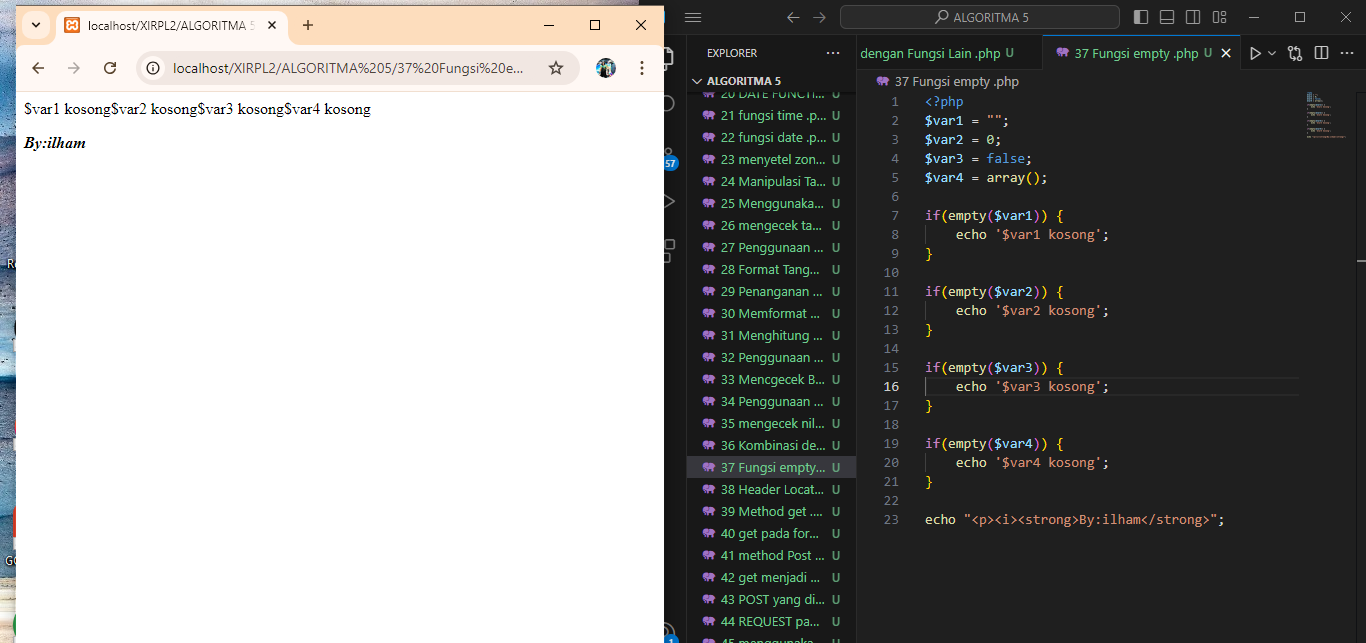 localhost/XIRPL2/ALGORITMA 5
localhost/XIRPL2/ALGORITMA%205/37%20Fungsi%20e...
$var1 kosong$var2 kosong$var3 kosong$var4 kosong
By:ilham
57
1
ALGORITMA 5
EXPLORER
ALGORITMA 5
20 DATE FUNCTI... U
21 fungsi time .p... U
22 fungsi date .p... U
23 menyetel zon... U
24 Manipulasi Ta... U
25 Menggunaka... U
26 mengecek ta... U
27 Penggunaan ... U
28 Format Tang... U
29 Penanganan ... U
30 Memformat ... U
31 Menghitung ... U
32 Penggunaan ... U
33 Mencgecek B... U
34 Penggunaan ... U
35 mengecek nil... U
36 Kombinasi de... U
37 Fungsi empty... U
38 Header Locat... U
39 Method get .... U
40 get pada for... U
41 method Post ... U
42 get menjadi ... U
43 POST yang di... U
44 REQUEST pa... U
45 menggunaka... U
dengan Fungsi Lain .php U
37 Fungsi empty .php U
37 Fungsi empty .php
1 <?php
2 $var1 = "";
3 $var2 = 0;
4 $var3 = false;
5 $var4 = array();
6
7 if(empty($var1)) {
8 echo '$var1 kosong';
9 }
10
11 if(empty($var2)) {
12 echo '$var2 kosong';
13 }
14
15 if(empty($var3)) {
16 echo '$var3 kosong';
17 }
18
19 if(empty($var4)) {
20 echo '$var4 kosong';
21 }
22
23 echo "<p><i><strong>By:ilham</strong>";